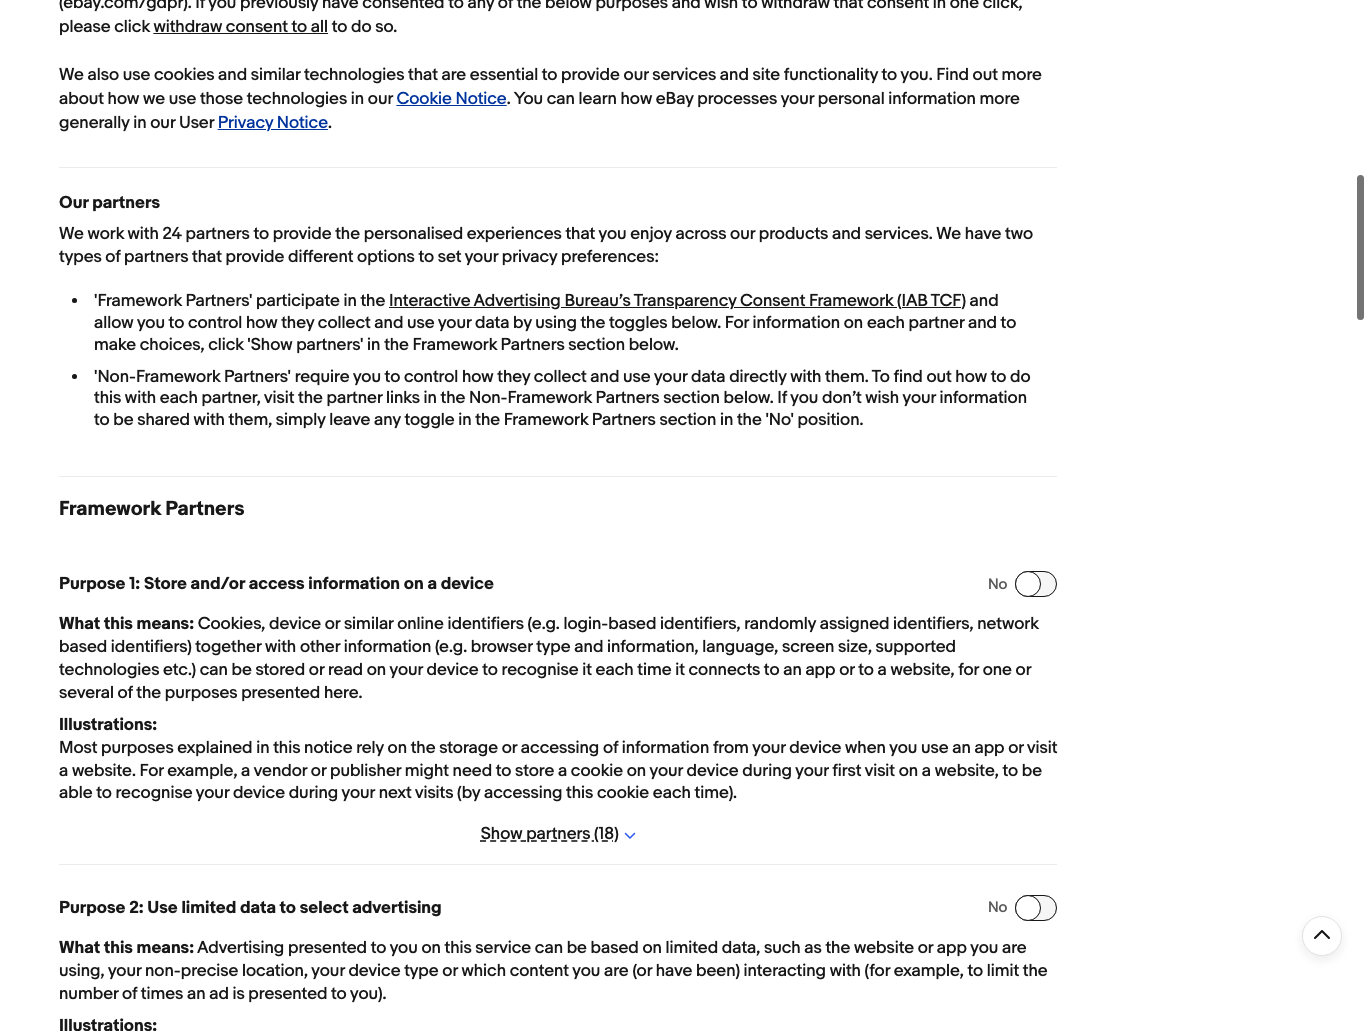 (ebay.com/gdpr). If you previously have consented to any of the below purposes and wish to withdraw that consent in one click,
please click withdraw consent to all to do so.
We also use cookies and similar technologies that are essential to provide our services and site functionality to you. Find out more
about how we use those technologies in our Cookie Notice. You can learn how eBay processes your personal information more
generally in our User Privacy Notice.
Our partners
We work with 24 partners to provide the personalised experiences that you enjoy across our products and services. We have two
types of partners that provide different options to set your privacy preferences:
'Framework Partners' participate in the Interactive Advertising Bureau’s Transparency Consent Framework (IAB TCF) and
allow you to control how they collect and use your data by using the toggles below. For information on each partner and to
make choices, click 'Show partners' in the Framework Partners section below.
'Non-Framework Partners' require you to control how they collect and use your data directly with them. To find out how to do
this with each partner, visit the partner links in the Non-Framework Partners section below. If you don’t wish your information
to be shared with them, simply leave any toggle in the Framework Partners section in the 'No' position.
Framework Partners
Purpose 1: Store and/or access information on a device No
What this means: Cookies, device or similar online identifiers (e.g. login-based identifiers, randomly assigned identifiers, network
based identifiers) together with other information (e.g. browser type and information, language, screen size, supported
technologies etc.) can be stored or read on your device to recognise it each time it connects to an app or to a website, for one or
several of the purposes presented here.
Illustrations:
Most purposes explained in this notice rely on the storage or accessing of information from your device when you use an app or visit
a website. For example, a vendor or publisher might need to store a cookie on your device during your first visit on a website, to be
able to recognise your device during your next visits (by accessing this cookie each time).
Show partners (18)
Purpose 2: Use limited data to select advertising No
What this means: Advertising presented to you on this service can be based on limited data, such as the website or app you are
using, your non-precise location, your device type or which content you are (or have been) interacting with (for example, to limit the
number of times an ad is presented to you).
Illustrations: